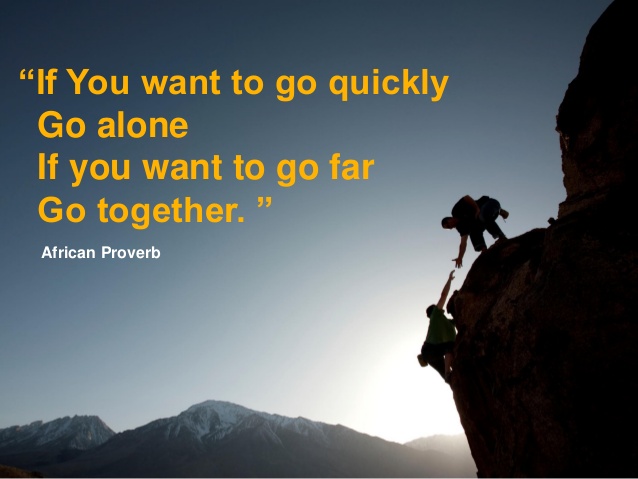 “If You want to go quickly
Go alone
If you want to go far
Go together. ”
African Proverb